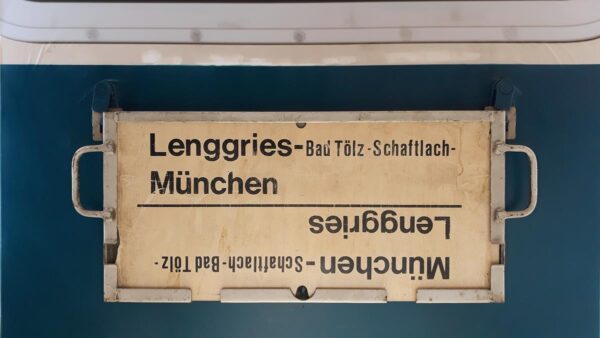 Lenggries-Bad Tölz-Schaftlach-
München
München-Schaftlach-Bad Tölz-
Lenggries